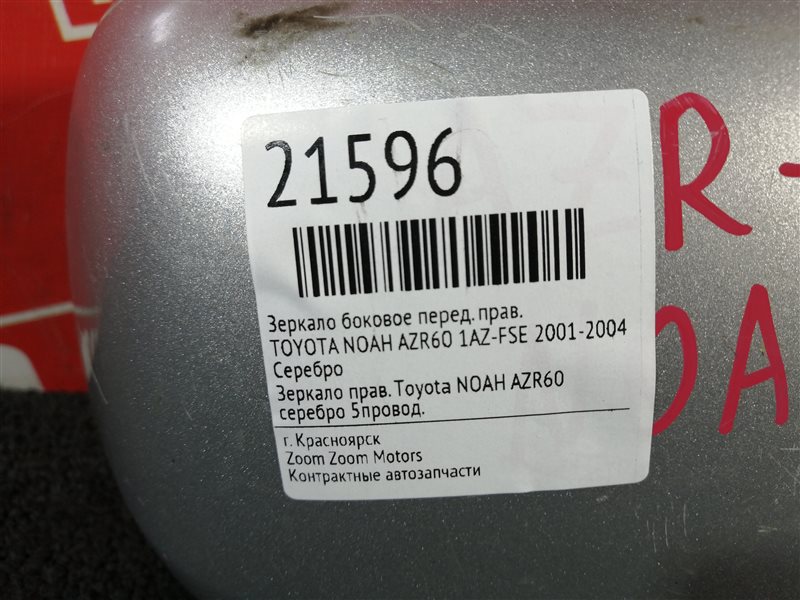 21596
Зеркало боковое перед. прав.
TOYOTA NOAH AZR60 1AZ-FSE 2001-2004
Серебро
Зеркало прав. Toyota NOAH AZR60
серебро 5провод.
г. Красноярск
Zoom Zoom Motors
Контрактные автозапчасти